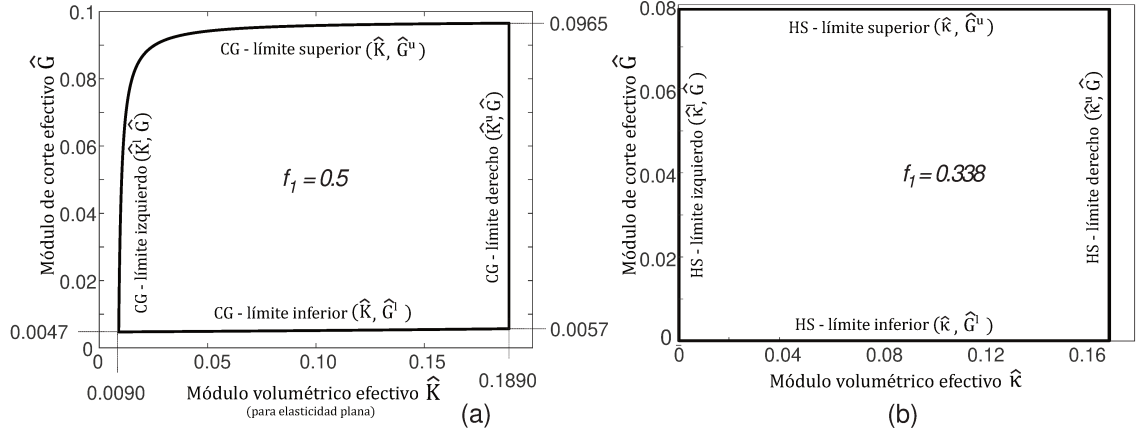 0.1
0.08
0.06
0.04
0.02
0
0.0047
Módulo de corte efectivo Ĝ
CG - límite superior (K̂, Ĝᵘ)
CG - límite izquierdo (K̂ˡ, Ĝ)
f₁ = 0.5
CG - límite derecho (K̂ᵘ, Ĝ)
CG - límite inferior (K̂, Ĝˡ)
0.0965
0.0057
0 0.05 0.10 0.15
0.0090
0.1890
Módulo volumétrico efectivo K̂
(para elasticidad plana)
(a)
0.08
0.06
0.04
0.02
0
Módulo de corte efectivo Ĝ
HS - límite superior (κ̂, Ĝᵘ)
HS - límite izquierdo (κ̂ˡ, Ĝ)
f₁ = 0.338
HS - límite derecho (κ̂ᵘ, Ĝ)
HS - límite inferior (κ̂, Ĝˡ)
0 0.04 0.08 0.12 0.16
Módulo volumétrico efectivo κ̂
(b)